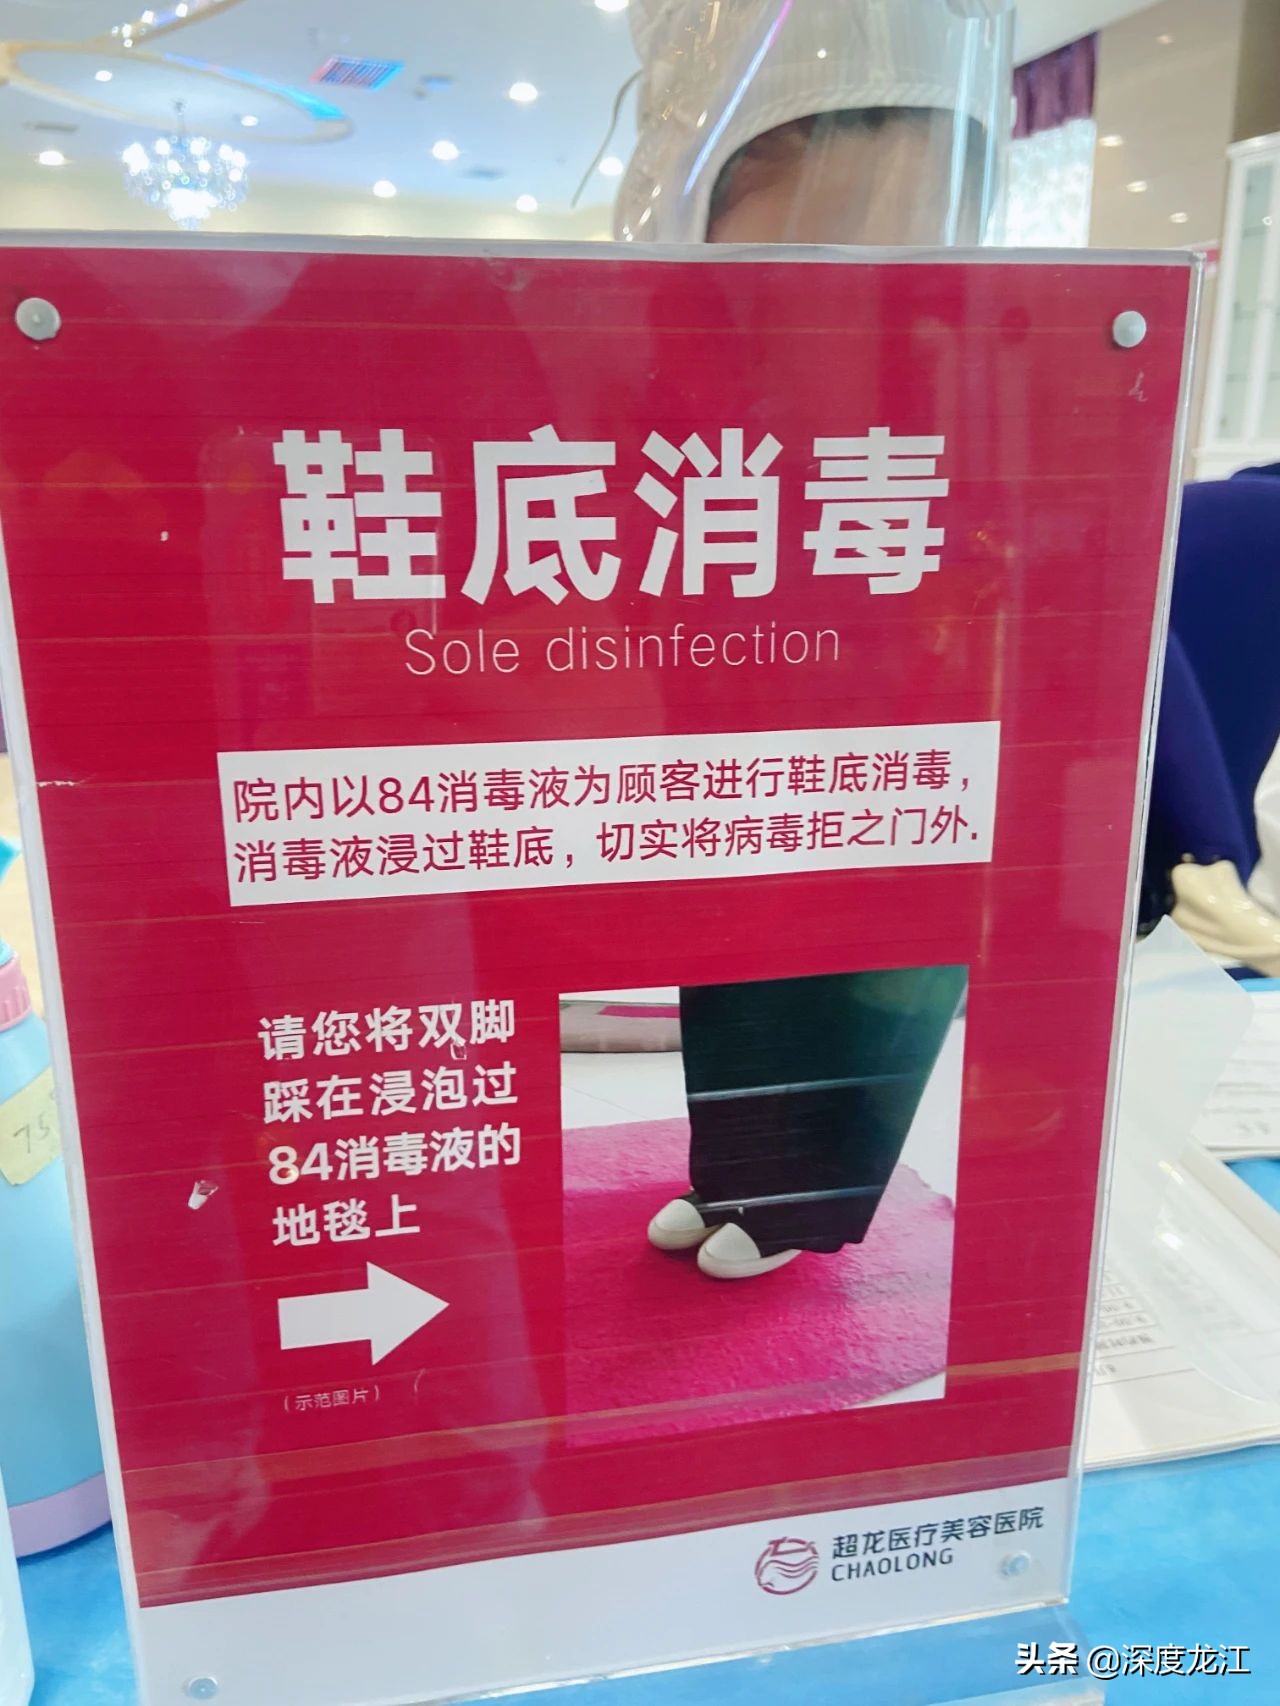 鞋底消毒
Sole disinfection
院内以84消毒液为顾客进行鞋底消毒，
消毒液浸过鞋底，切实将病毒拒之门外.
请您将双脚
踩在浸泡过
84消毒液的
地毯上
（示范图片）
超龙医疗美容医院
CHAOLONG
头条 @深度龙江